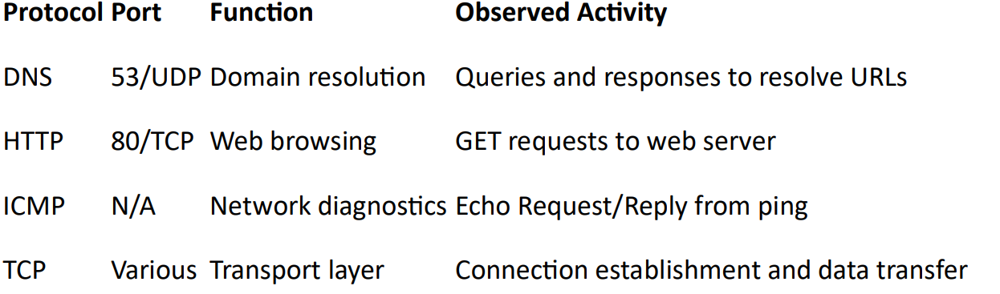 Protocol Port Function Observed Activity
DNS 53/UDP Domain resolution Queries and responses to resolve URLs
HTTP 80/TCP Web browsing GET requests to web server
ICMP N/A Network diagnostics Echo Request/Reply from ping
TCP Various Transport layer Connection establishment and data transfer